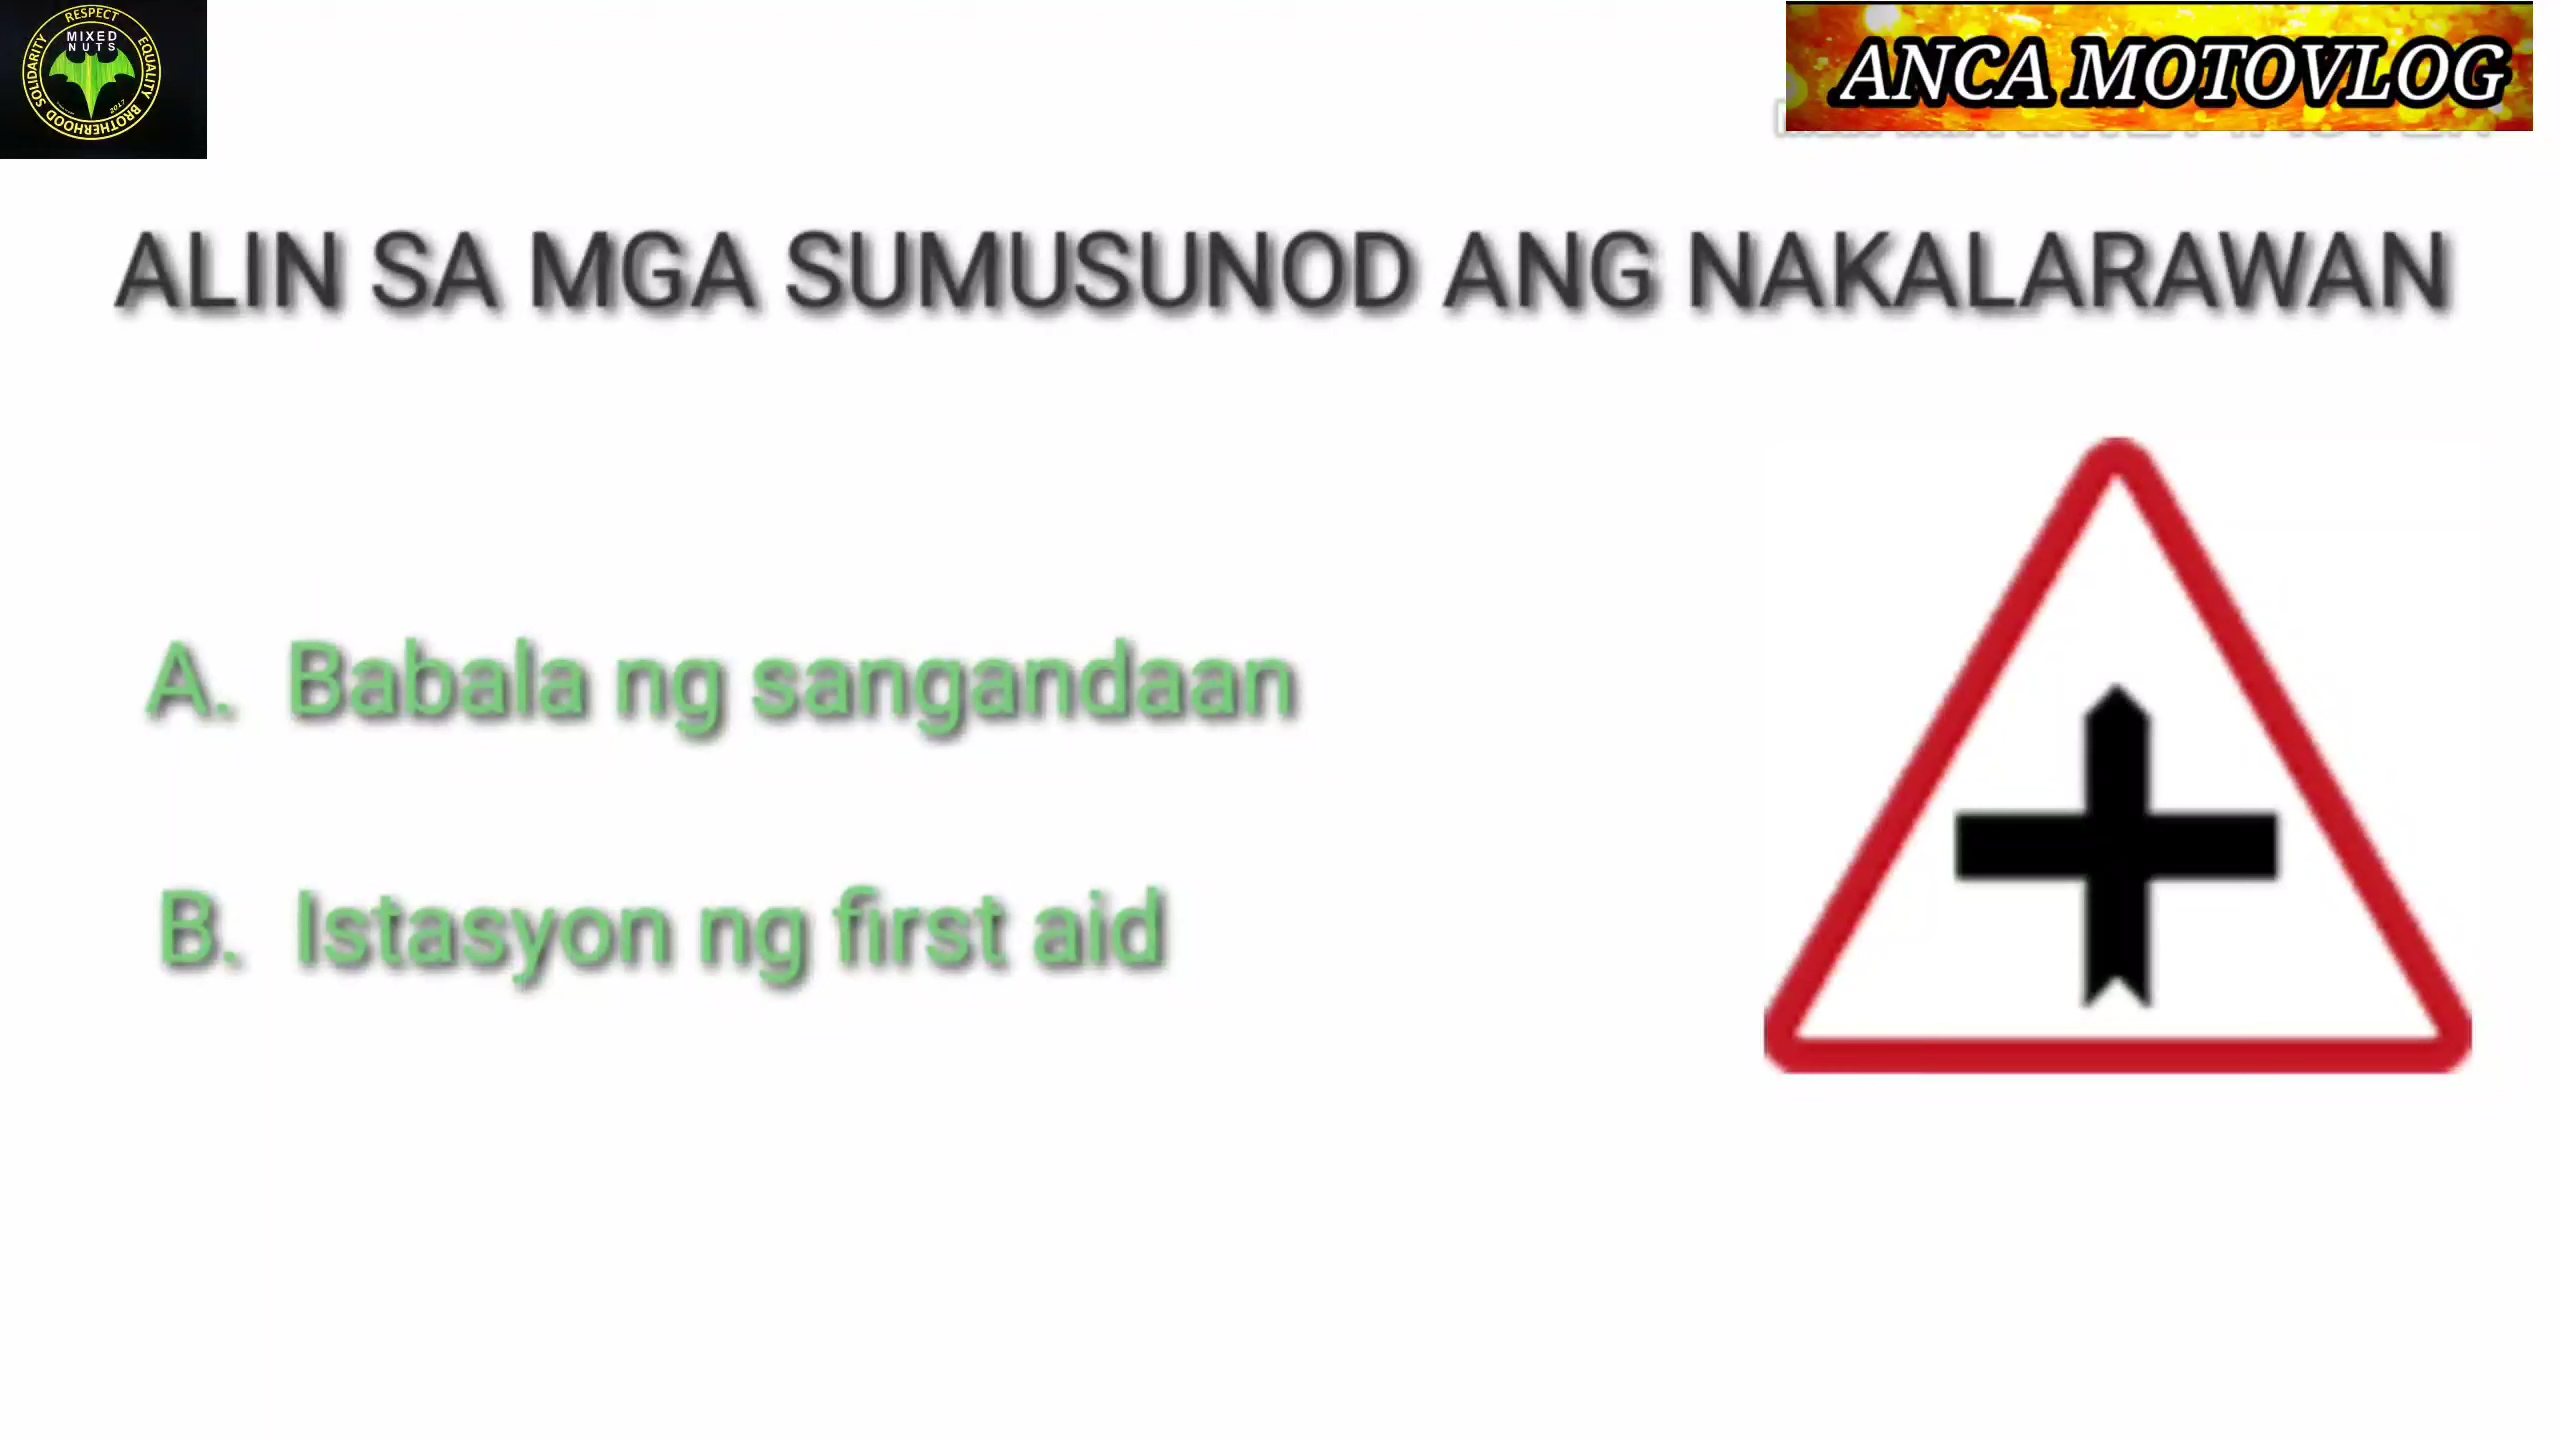 RESPECT
EQUALITY
BROTHERHOOD
SOLIDARITY
MIXED
NUTS
2017
ANCA MOTOVLOG
ALIN SA MGA SUMUSUNOD ANG NAKALARAWAN
A. Babala ng sangandaan
B. Istasyon ng first aid